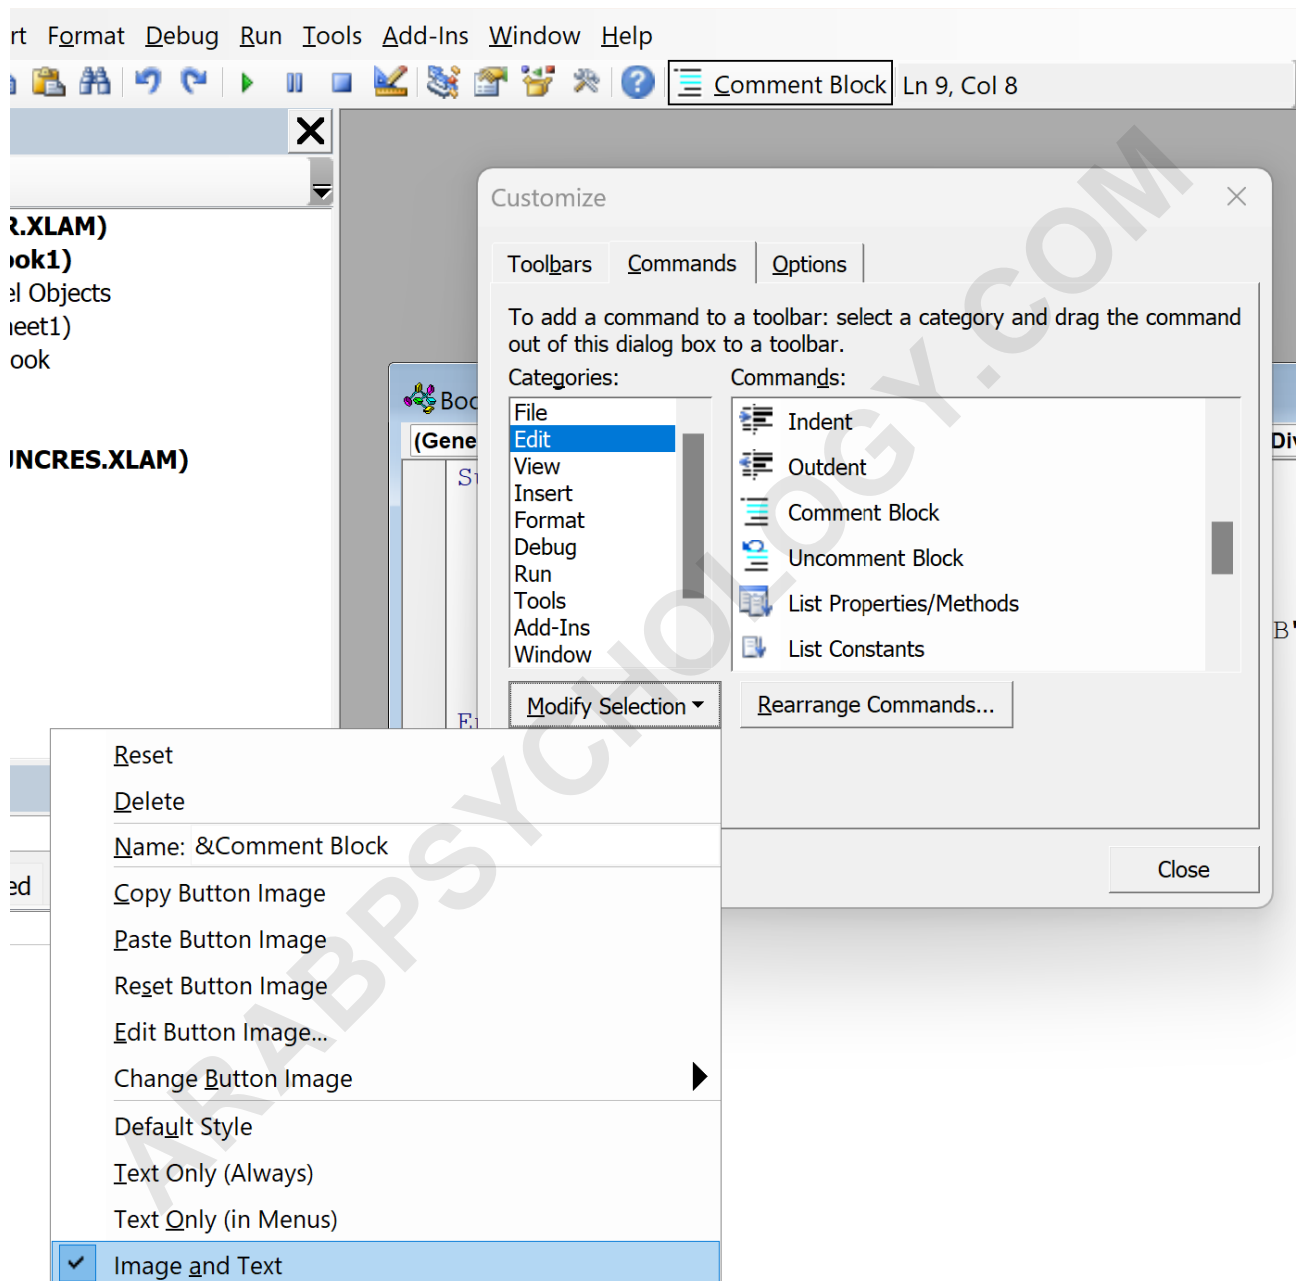 rt Format Debug Run Tools Add-Ins Window Help
Comment Block Ln 9, Col 8
Customize
R.XLAM)
ook1)
el Objects
heet1)
ook
UNCRES.XLAM)
Toolbars Commands Options
To add a command to a toolbar: select a category and drag the command
out of this dialog box to a toolbar.
Categories: Commands:
File
Edit
View
Insert
Format
Debug
Run
Tools
Add-Ins
Window
Indent
Outdent
Comment Block
Uncomment Block
List Properties/Methods
List Constants
Boo
(Gene
Div
B"
Modify Selection Rearrange Commands...
Reset
Delete
Name: &Comment Block
Copy Button Image
Paste Button Image
Reset Button Image
Edit Button Image...
Change Button Image
Default Style
Text Only (Always)
Text Only (in Menus)
Image and Text
Close
ed
ARABPSYCHOLOGY.COM